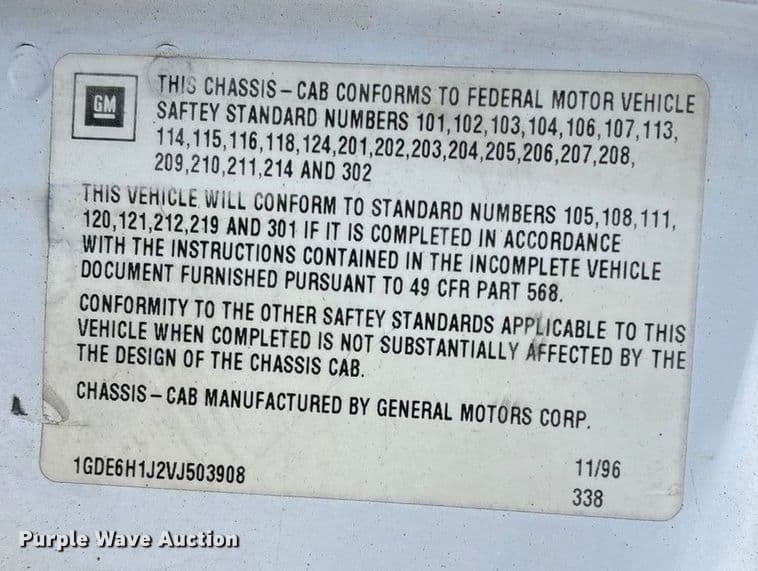 GM
THIS CHASSIS-CAB CONFORMS TO FEDERAL MOTOR VEHICLE
SAFTEY STANDARD NUMBERS 101,102,103,104,106,107,113,
114,115,116,118,124,201,202,203,204,205,206,207,208,
209,210,211,214 AND 302
THIS VEHICLE WILL CONFORM TO STANDARD NUMBERS 105,108,111,
120,121,212,219 AND 301 IF IT IS COMPLETED IN ACCORDANCE
WITH THE INSTRUCTIONS CONTAINED IN THE INCOMPLETE VEHICLE
DOCUMENT FURNISHED PURSUANT TO 49 CFR PART 568.
CONFORMITY TO THE OTHER SAFTEY STANDARDS APPLICABLE TO THIS
VEHICLE WHEN COMPLETED IS NOT SUBSTANTIALLY AFFECTED BY THE
THE DESIGN OF THE CHASSIS CAB.
CHASSIS-CAB MANUFACTURED BY GENERAL MOTORS CORP.
1GDE6H1J2VJ503908
11/96
338
Purple Wave Auction